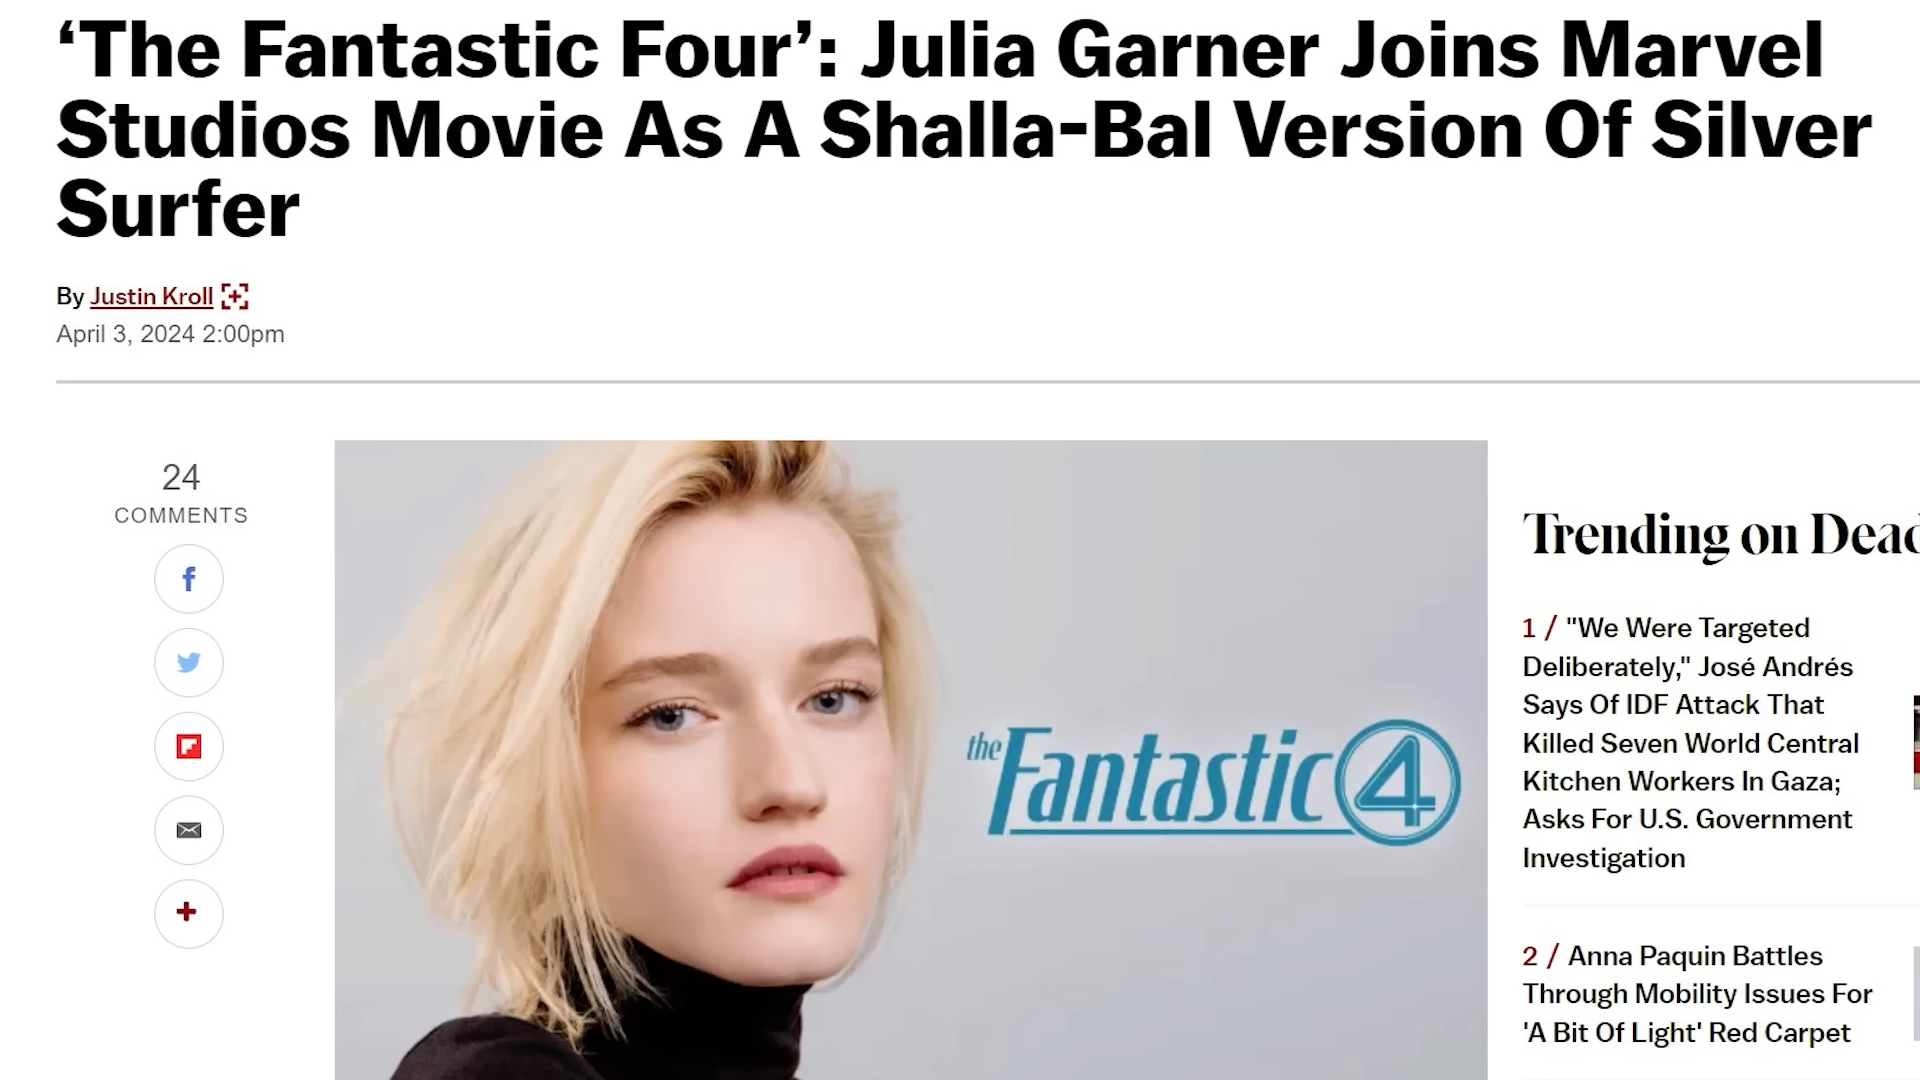 ‘The Fantastic Four’: Julia Garner Joins Marvel
Studios Movie As A Shalla-Bal Version Of Silver
Surfer
By Justin Kroll
April 3, 2024 2:00pm
24
COMMENTS
the Fantastic 4
Trending on Dead
1 / "We Were Targeted
Deliberately," José Andrés
Says Of IDF Attack That
Killed Seven World Central
Kitchen Workers In Gaza;
Asks For U.S. Government
Investigation
2 / Anna Paquin Battles
Through Mobility Issues For
'A Bit Of Light' Red Carpet